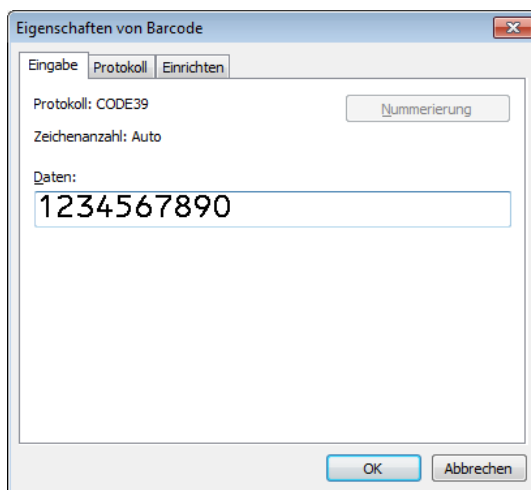 Eigenschaften von Barcode
Eingabe Protokoll Einrichten
Protokoll: CODE39 Nummerierung
Zeichenanzahl: Auto
Daten:
1234567890
OK Abbrechen